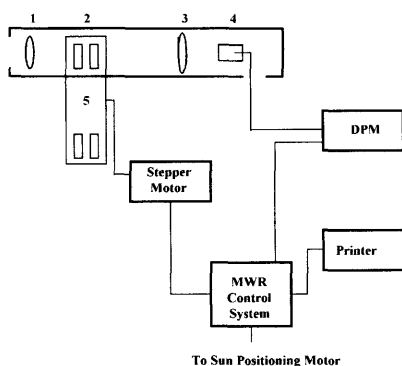 1 2 3 4
5
DPM
Stepper
Motor
Printer
MWR
Control
System
To Sun Positioning Motor